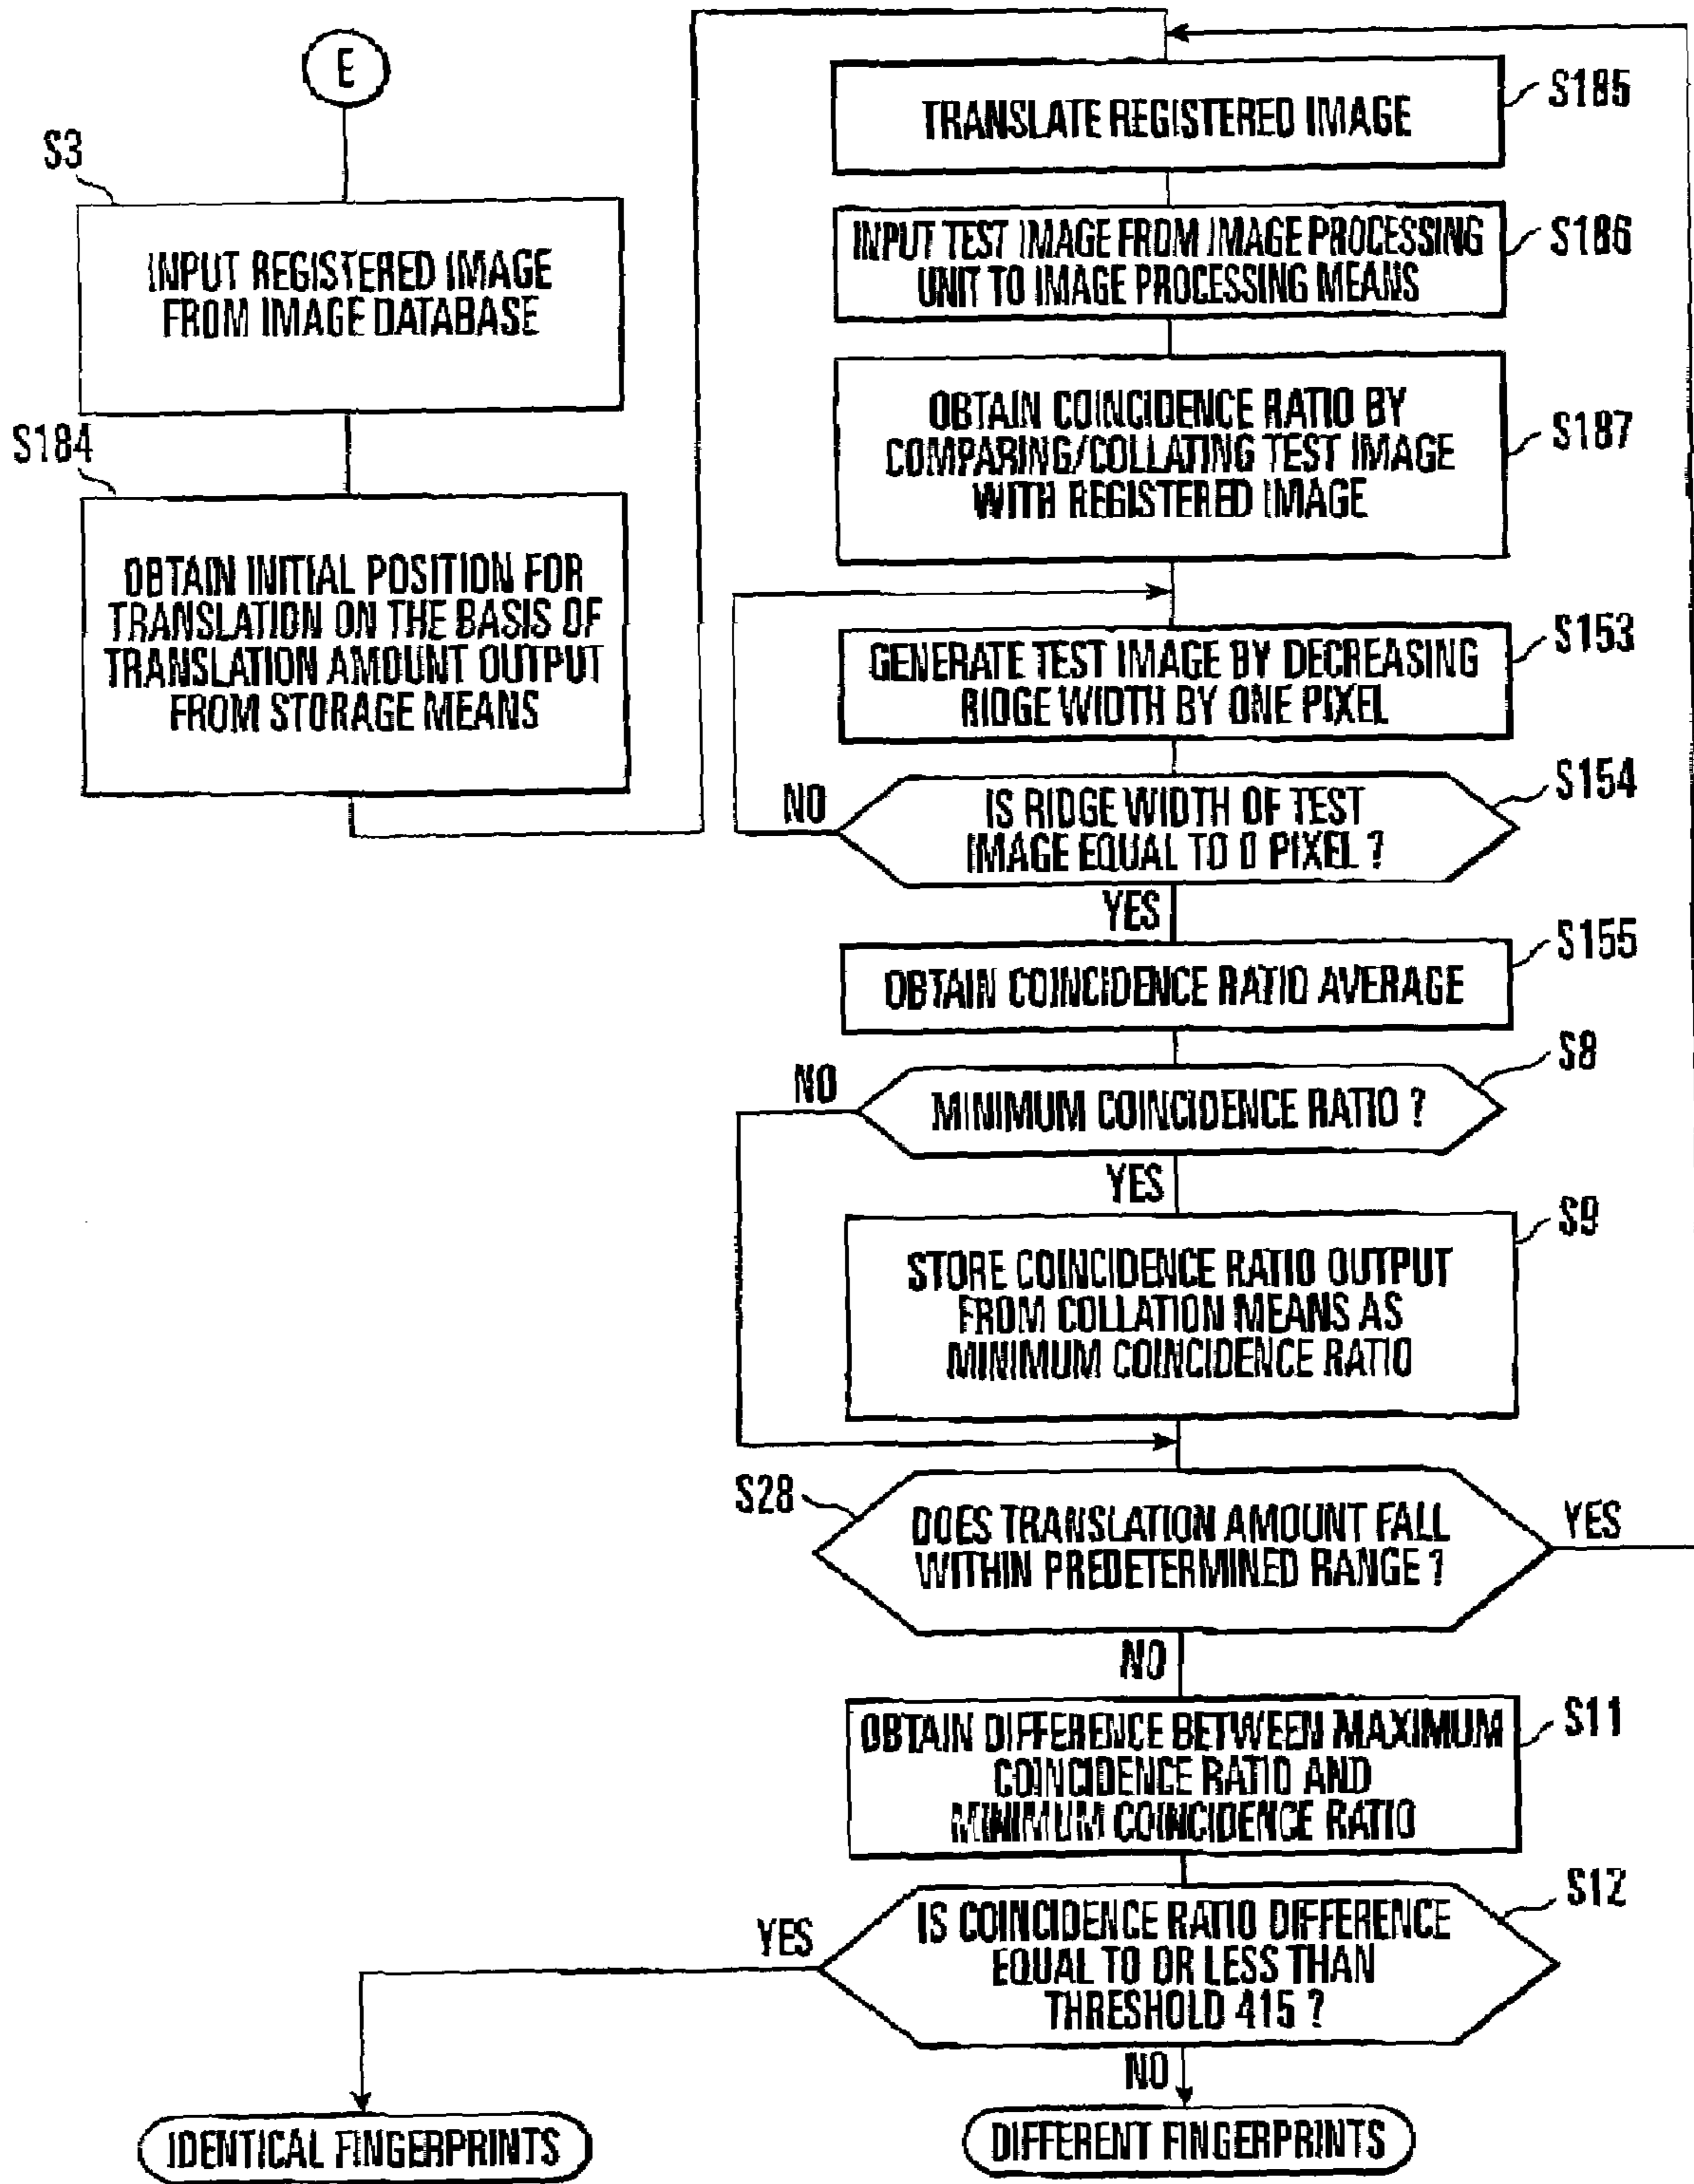 E
S3
INPUT REGISTERED IMAGE
FROM IMAGE DATABASE
S184
OBTAIN INITIAL POSITION FOR
TRANSLATION ON THE BASIS OF
TRANSLATION AMOUNT OUTPUT
FROM STORAGE MEANS
S185
TRANSLATE REGISTERED IMAGE
S186
INPUT TEST IMAGE FROM IMAGE PROCESSING
UNIT TO IMAGE PROCESSING MEANS
S187
OBTAIN COINCIDENCE RATIO BY
COMPARING/COLLATING TEST IMAGE
WITH REGISTERED IMAGE
S153
GENERATE TEST IMAGE BY DECREASING
RIDGE WIDTH BY ONE PIXEL
S154
NO
IS RIDGE WIDTH OF TEST
IMAGE EQUAL TO 0 PIXEL ?
YES
S155
OBTAIN COINCIDENCE RATIO AVERAGE
S8
NO
MINIMUM COINCIDENCE RATIO ?
YES
S9
STORE COINCIDENCE RATIO OUTPUT
FROM COLLATION MEANS AS
MINIMUM COINCIDENCE RATIO
S28
DOES TRANSLATION AMOUNT FALL
WITHIN PREDETERMINED RANGE ?
YES
NO
S11
OBTAIN DIFFERENCE BETWEEN MAXIMUM
COINCIDENCE RATIO AND
MINIMUM COINCIDENCE RATIO
S12
YES
IS COINCIDENCE RATIO DIFFERENCE
EQUAL TO OR LESS THAN
THRESHOLD 415 ?
NO
IDENTICAL FINGERPRINTS
DIFFERENT FINGERPRINTS